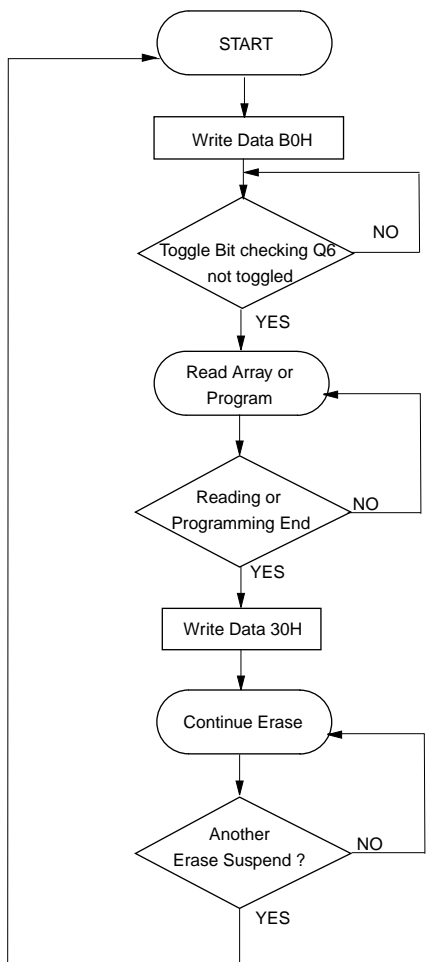 START
Write Data B0H
Toggle Bit checking Q6
not toggled
NO
YES
Read Array or
Program
Reading or
Programming End
NO
YES
Write Data 30H
Continue Erase
Another
Erase Suspend ?
NO
YES